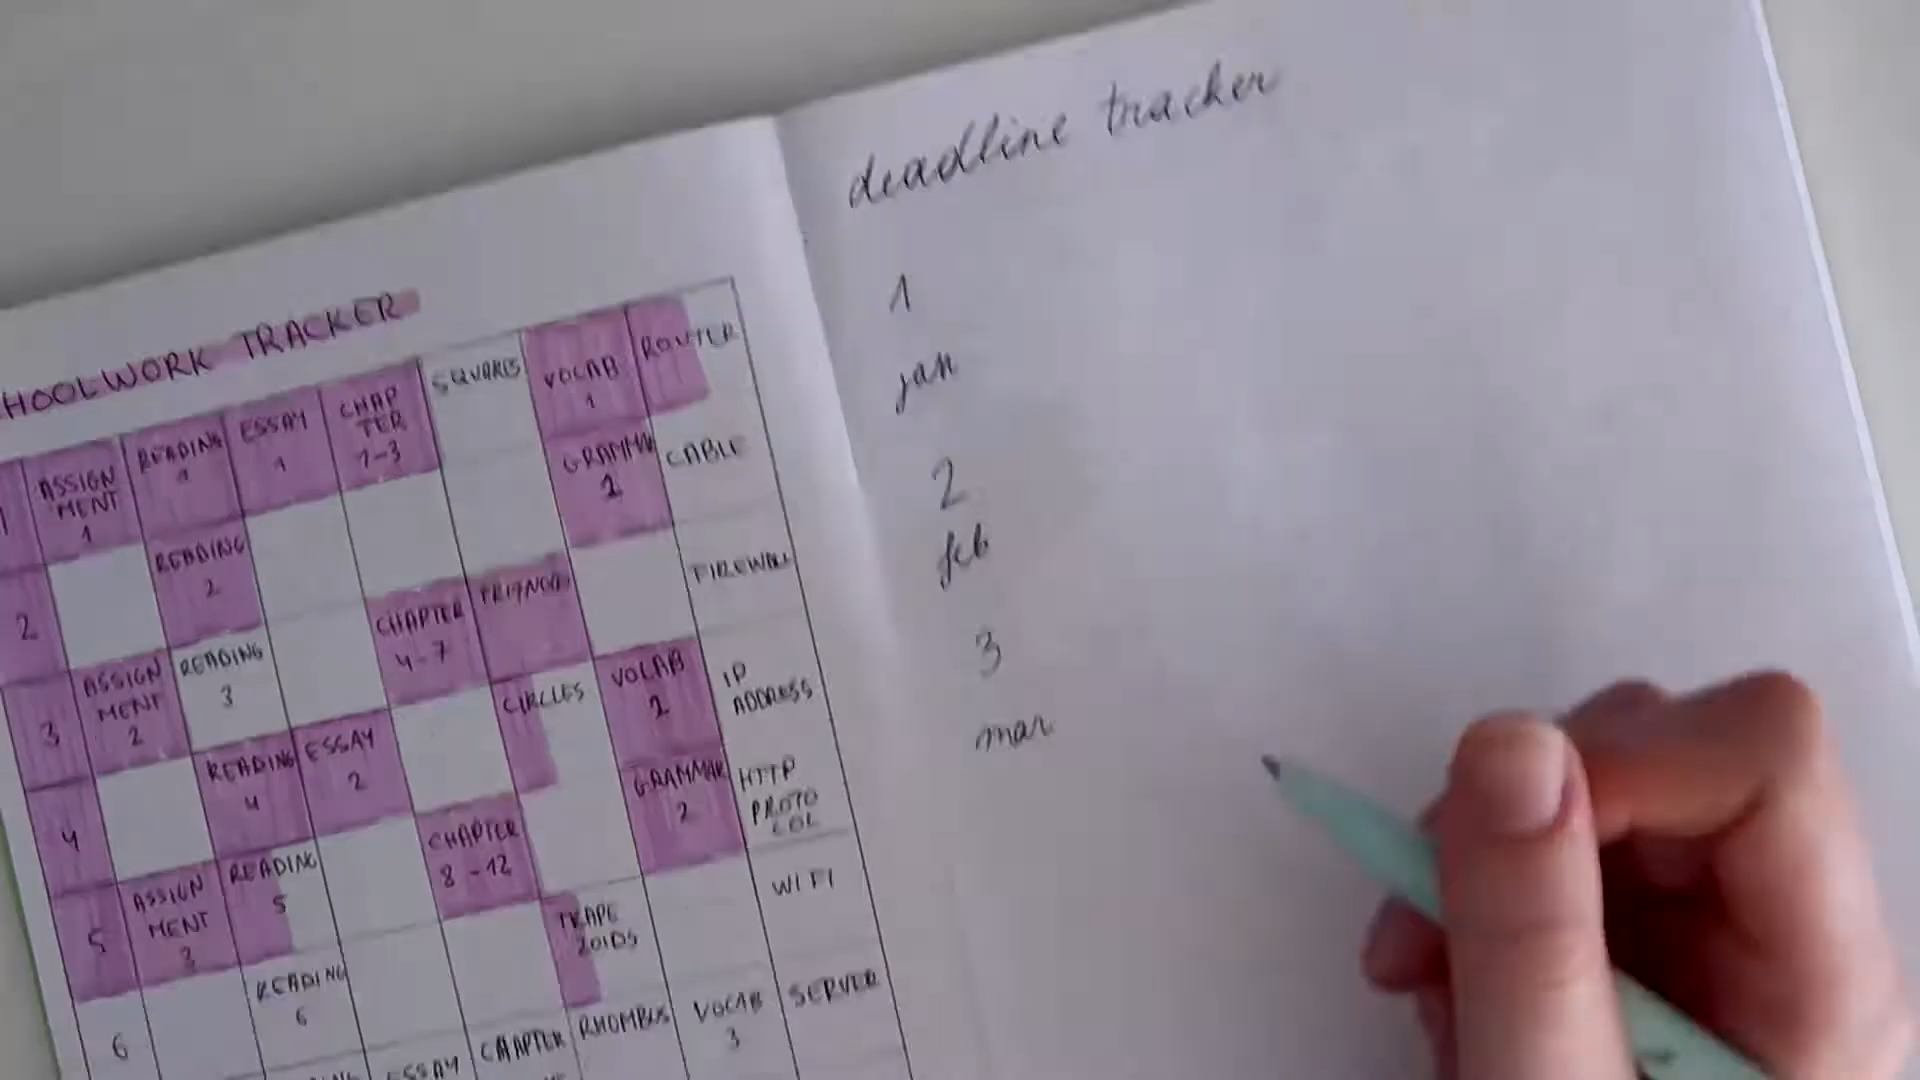 HOOLWORK TRACKER
1
ASSIGN
MENT
1
READING
1
ESSAY
1
CHAP
TER
1-3
SQUARES
VOCAB
1
ROUTER
2
READING
2
GRAMMAR
1
CABLE
3
ASSIGN
MENT
2
READING
3
CHAPTER
4-7
FIREWALL
4
READING
4
ESSAY
2
CIRCLES
VOCAB
2
IP
ADDRESS
5
ASSIGN
MENT
3
READING
5
CHAPTER
8-12
GRAMMAR
2
HTTP
PROTO
COL
6
READING
6
TRAPE
ZOIDS
WIFI
ESSAY
CHAPTER
RHOMBUS
VOCAB
3
SERVER
deadline tracker
1
jan
2
feb
3
mar